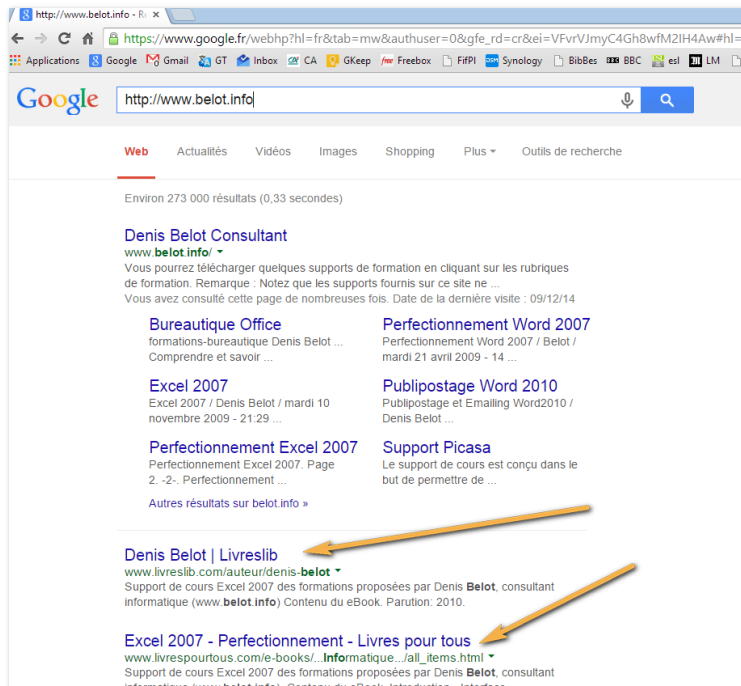 http://www.belot.info - Re
https://www.google.fr/webhp?hl=fr&tab=mw&authuser=0&gfe_rd=cr&ei=VFvrVJmyC4Gh8wfM2IH4Aw#hl=
Applications Google Gmail GT Inbox CA GKeep Freebox FifPl Synology BibBes BBC esl LM
Google http://www.belot.info
Web Actualités Vidéos Images Shopping Plus Outils de recherche
Environ 273 000 résultats (0,33 secondes)
Denis Belot Consultant
www.belot.info/
Vous pourrez télécharger quelques supports de formation en cliquant sur les rubriques
de formation. Remarque : Notez que les supports fournis sur ce site ne ...
Vous avez consulté cette page de nombreuses fois. Date de la dernière visite : 09/12/14
Bureautique Office
formations-bureautique Denis Belot ...
Comprendre et savoir ...
Perfectionnement Word 2007
Perfectionnement Word 2007 / Belot /
mardi 21 avril 2009 - 14 ...
Excel 2007
Excel 2007 / Denis Belot / mardi 10
novembre 2009 - 21:29 ...
Publipostage Word 2010
Publipostage et Emailing Word2010 /
Denis Belot ...
Perfectionnement Excel 2007
Perfectionnement Excel 2007. Page
2. -2-. Perfectionnement ...
Support Picasa
Le support de cours est conçu dans le
but de permettre de ...
Autres résultats sur belot.info »
Denis Belot | Livreslib
www.livreslib.com/auteur/denis-belot
Support de cours Excel 2007 des formations proposées par Denis Belot, consultant
informatique (www.belot.info) Contenu du eBook. Parution: 2010.
Excel 2007 - Perfectionnement - Livres pour tous
www.livrespourtous.com/e-books/...Informatique.../all_items.html
Support de cours Excel 2007 des formations proposées par Denis Belot, consultant
informatique (www.belot.info). Contenu du eBook. Introduction - Interface